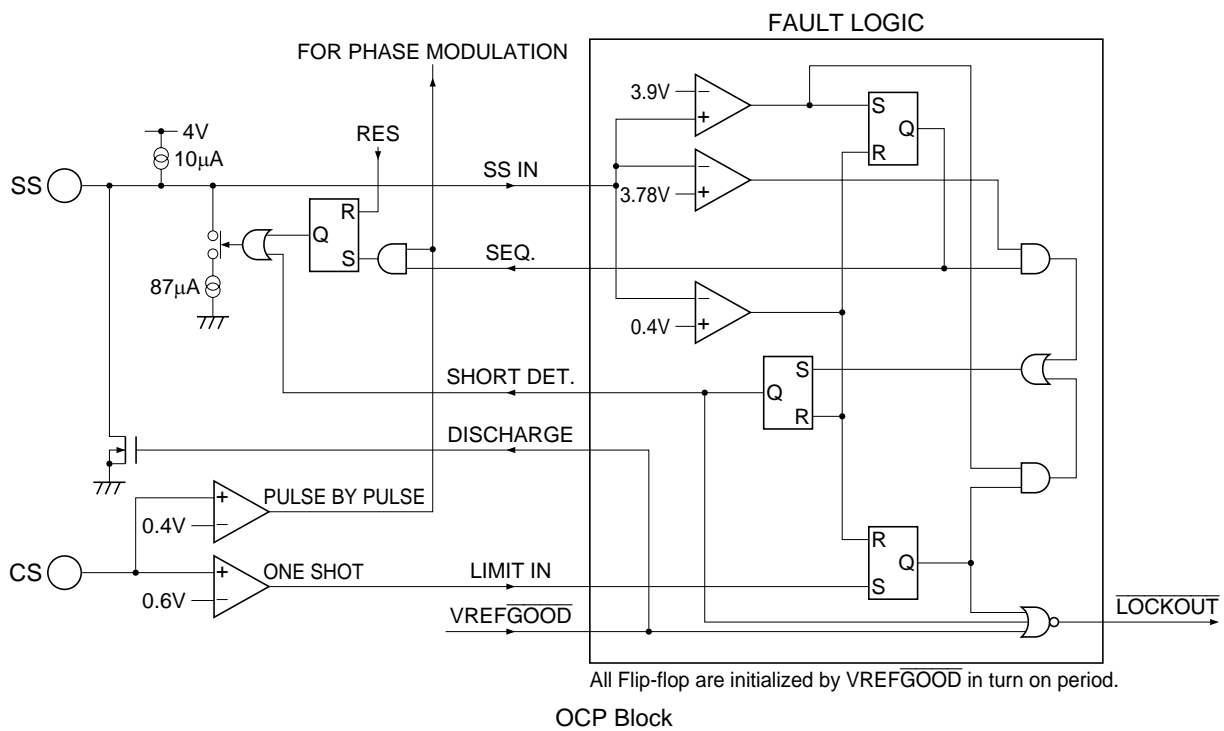 FAULT LOGIC
FOR PHASE MODULATION
3.9V
−
+
S
Q
R
4V
10μA
RES
SS
SS IN
−
3.78V
+
R
Q
S
SEQ.
87μA
−
0.4V
+
SHORT DET.
S
Q
R
DISCHARGE
+
PULSE BY PULSE
0.4V
−
R
Q
S
CS
+
ONE SHOT
LIMIT IN
0.6V
−
VREFGOOD
LOCKOUT
All Flip-flop are initialized by VREFGOOD in turn on period.
OCP Block